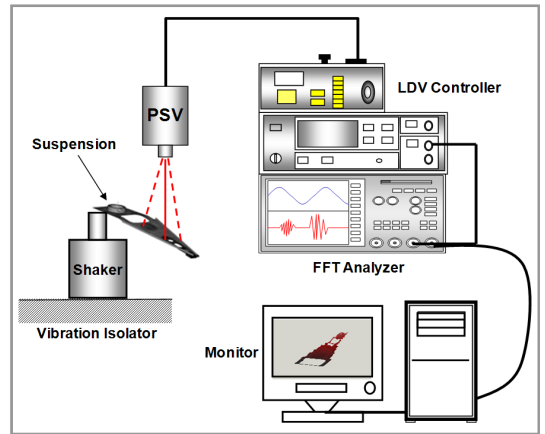 PSV
LDV Controller
Suspension
Shaker
FFT Analyzer
Vibration Isolator
Monitor